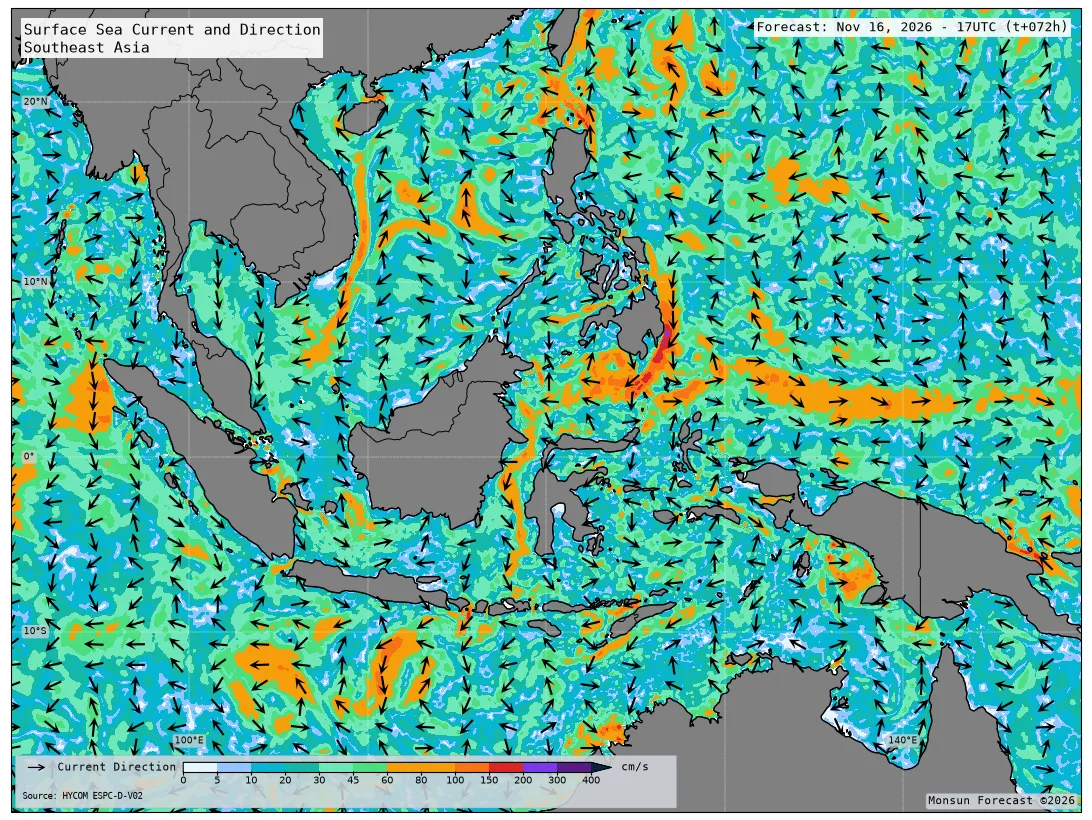 Surface Sea Current and Direction
Southeast Asia
Forecast: Nov 16, 2026 - 17UTC (t+072h)
20°N
10°N
0°
10°S
100°E
140°E
Current Direction
0 5 10 20 30 45 60 80 100 150 200 300 400 cm/s
Source: HYCOM ESPC-D-V02
Monsun Forecast ©2026